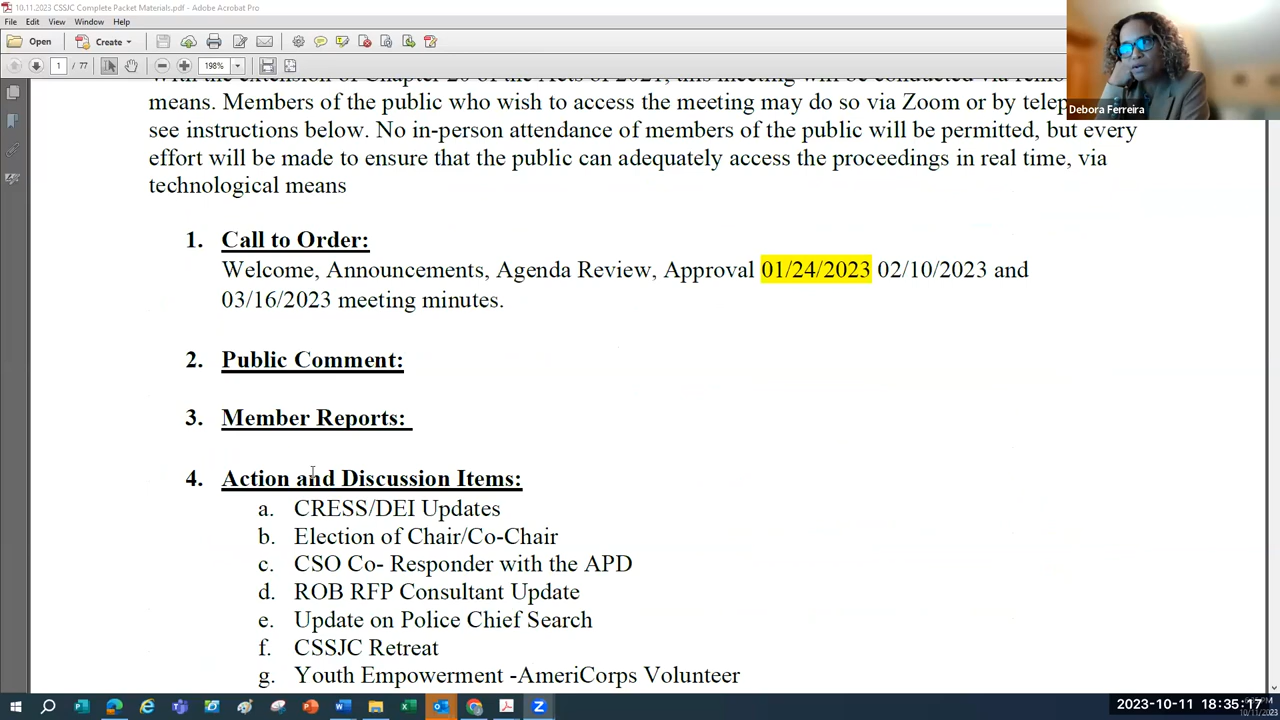 10.11.2023 CSSJC Complete Packet Materials.pdf - Adobe Acrobat Pro
File Edit View Window Help
Open Create
1 / 77 198%
means. Members of the public who wish to access the meeting may do so via Zoom or by telep
see instructions below. No in-person attendance of members of the public will be permitted, but every
effort will be made to ensure that the public can adequately access the proceedings in real time, via
technological means
Debora Ferreira
1. Call to Order:
Welcome, Announcements, Agenda Review, Approval 01/24/2023 02/10/2023 and
03/16/2023 meeting minutes.
2. Public Comment:
3. Member Reports:
4. Action and Discussion Items:
a. CRESS/DEI Updates
b. Election of Chair/Co-Chair
c. CSO Co- Responder with the APD
d. ROB RFP Consultant Update
e. Update on Police Chief Search
f. CSSJC Retreat
g. Youth Empowerment -AmeriCorps Volunteer
2023-10-11 18:35:17